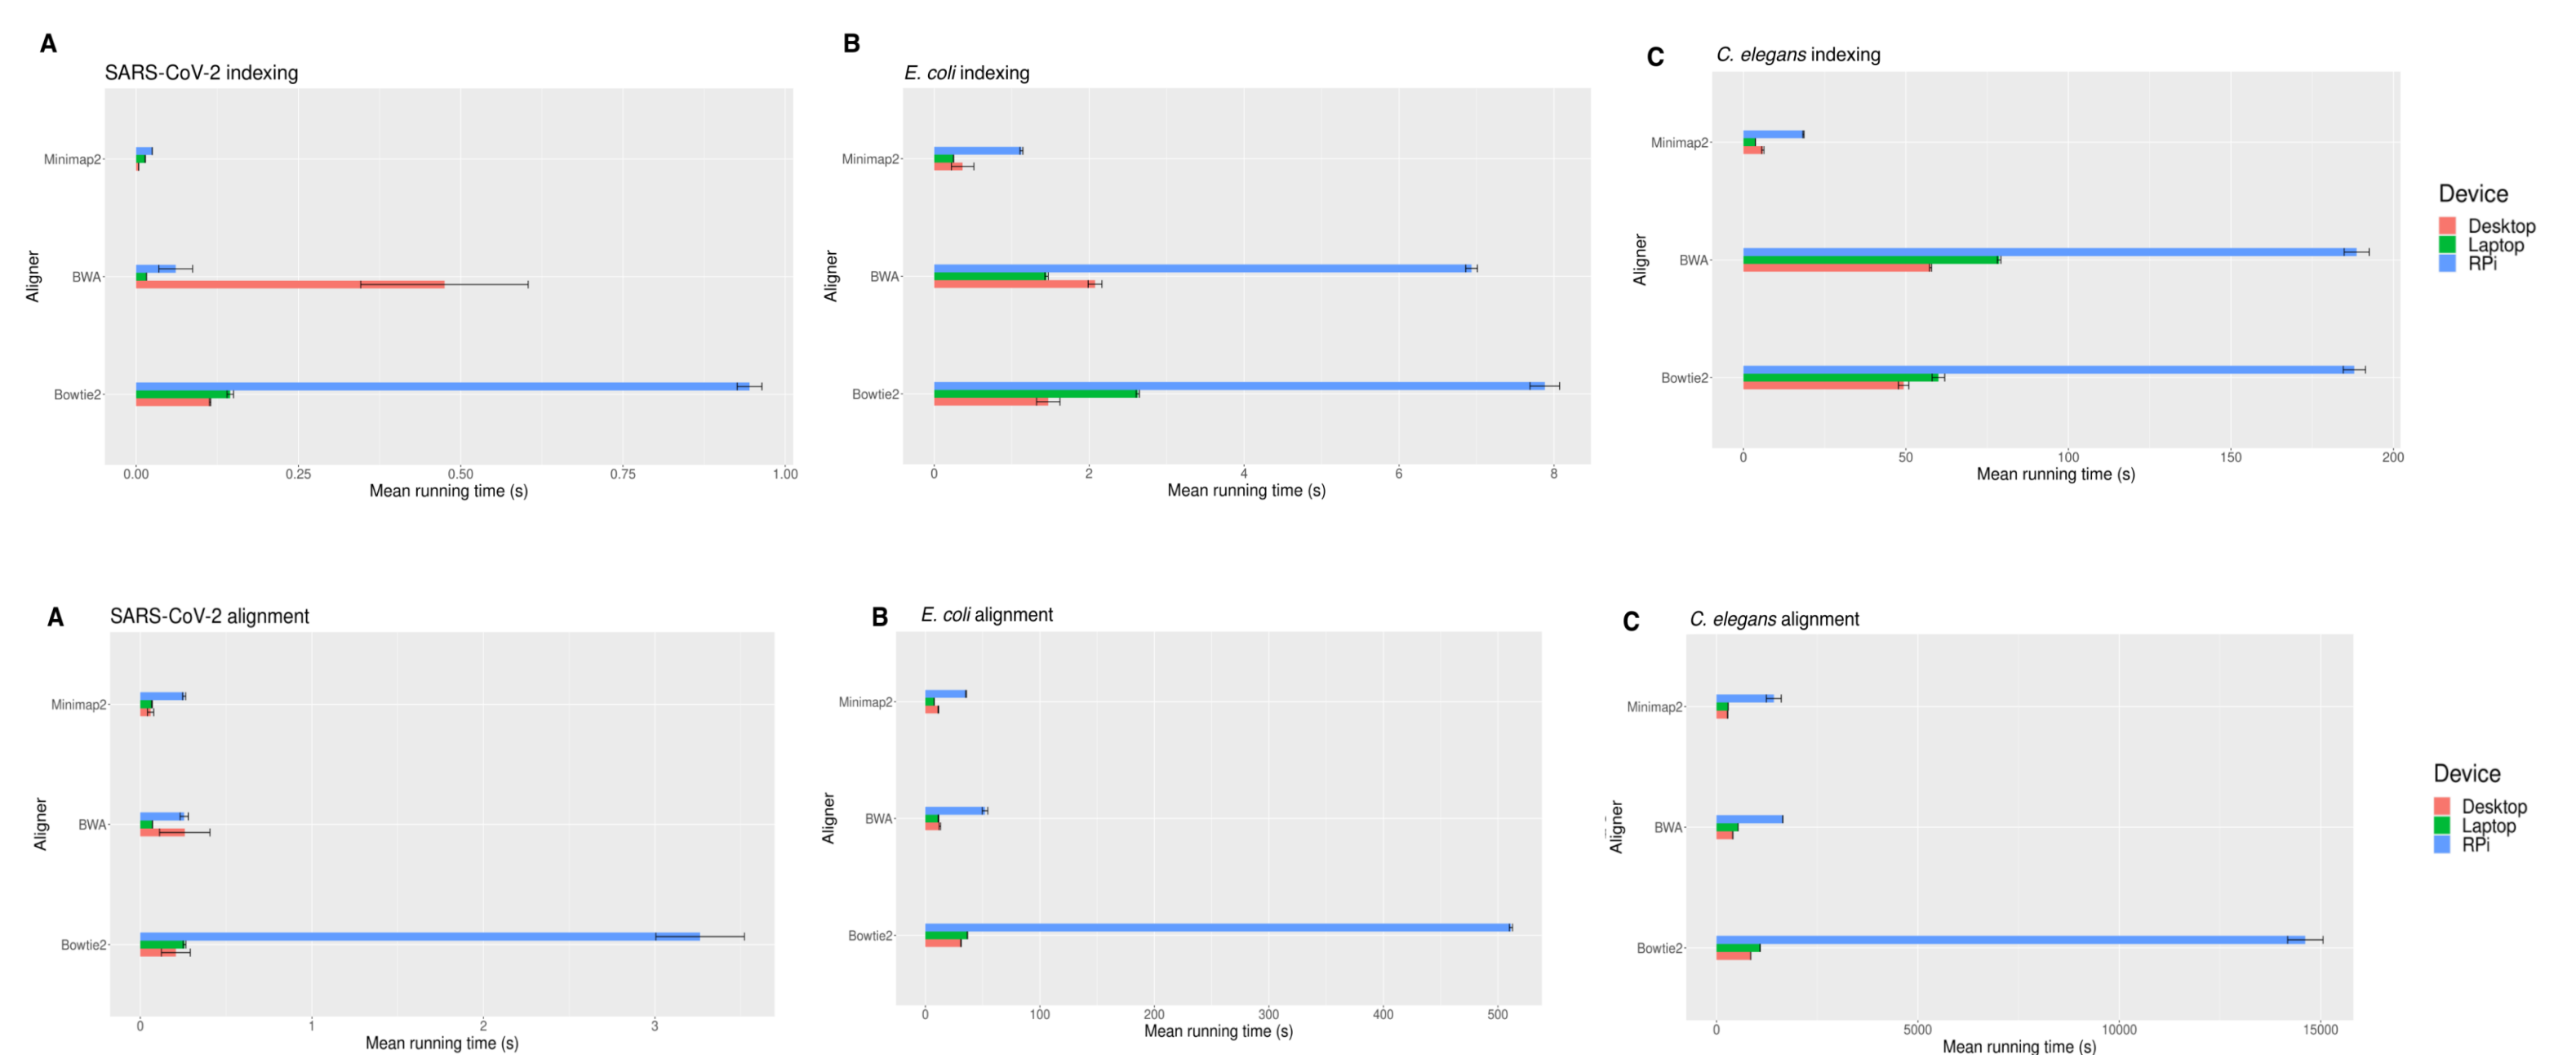 A
SARS-CoV-2 indexing
Minimap2
BWA
Bowtie2
Aligner
0.00 0.25 0.50 0.75 1.00
Mean running time (s)
B
E. coli indexing
Minimap2
BWA
Bowtie2
Aligner
0 2 4 6 8
Mean running time (s)
C
C. elegans indexing
Minimap2
BWA
Bowtie2
Aligner
0 50 100 150 200
Mean running time (s)
Device
Desktop
Laptop
RPi
A
SARS-CoV-2 alignment
Minimap2
BWA
Bowtie2
Aligner
0 1 2 3
Mean running time (s)
B
E. coli alignment
Minimap2
BWA
Bowtie2
Aligner
0 100 200 300 400 500
Mean running time (s)
C
C. elegans alignment
Minimap2
BWA
Bowtie2
Aligner
0 5000 10000 15000
Mean running time (s)
Device
Desktop
Laptop
RPi